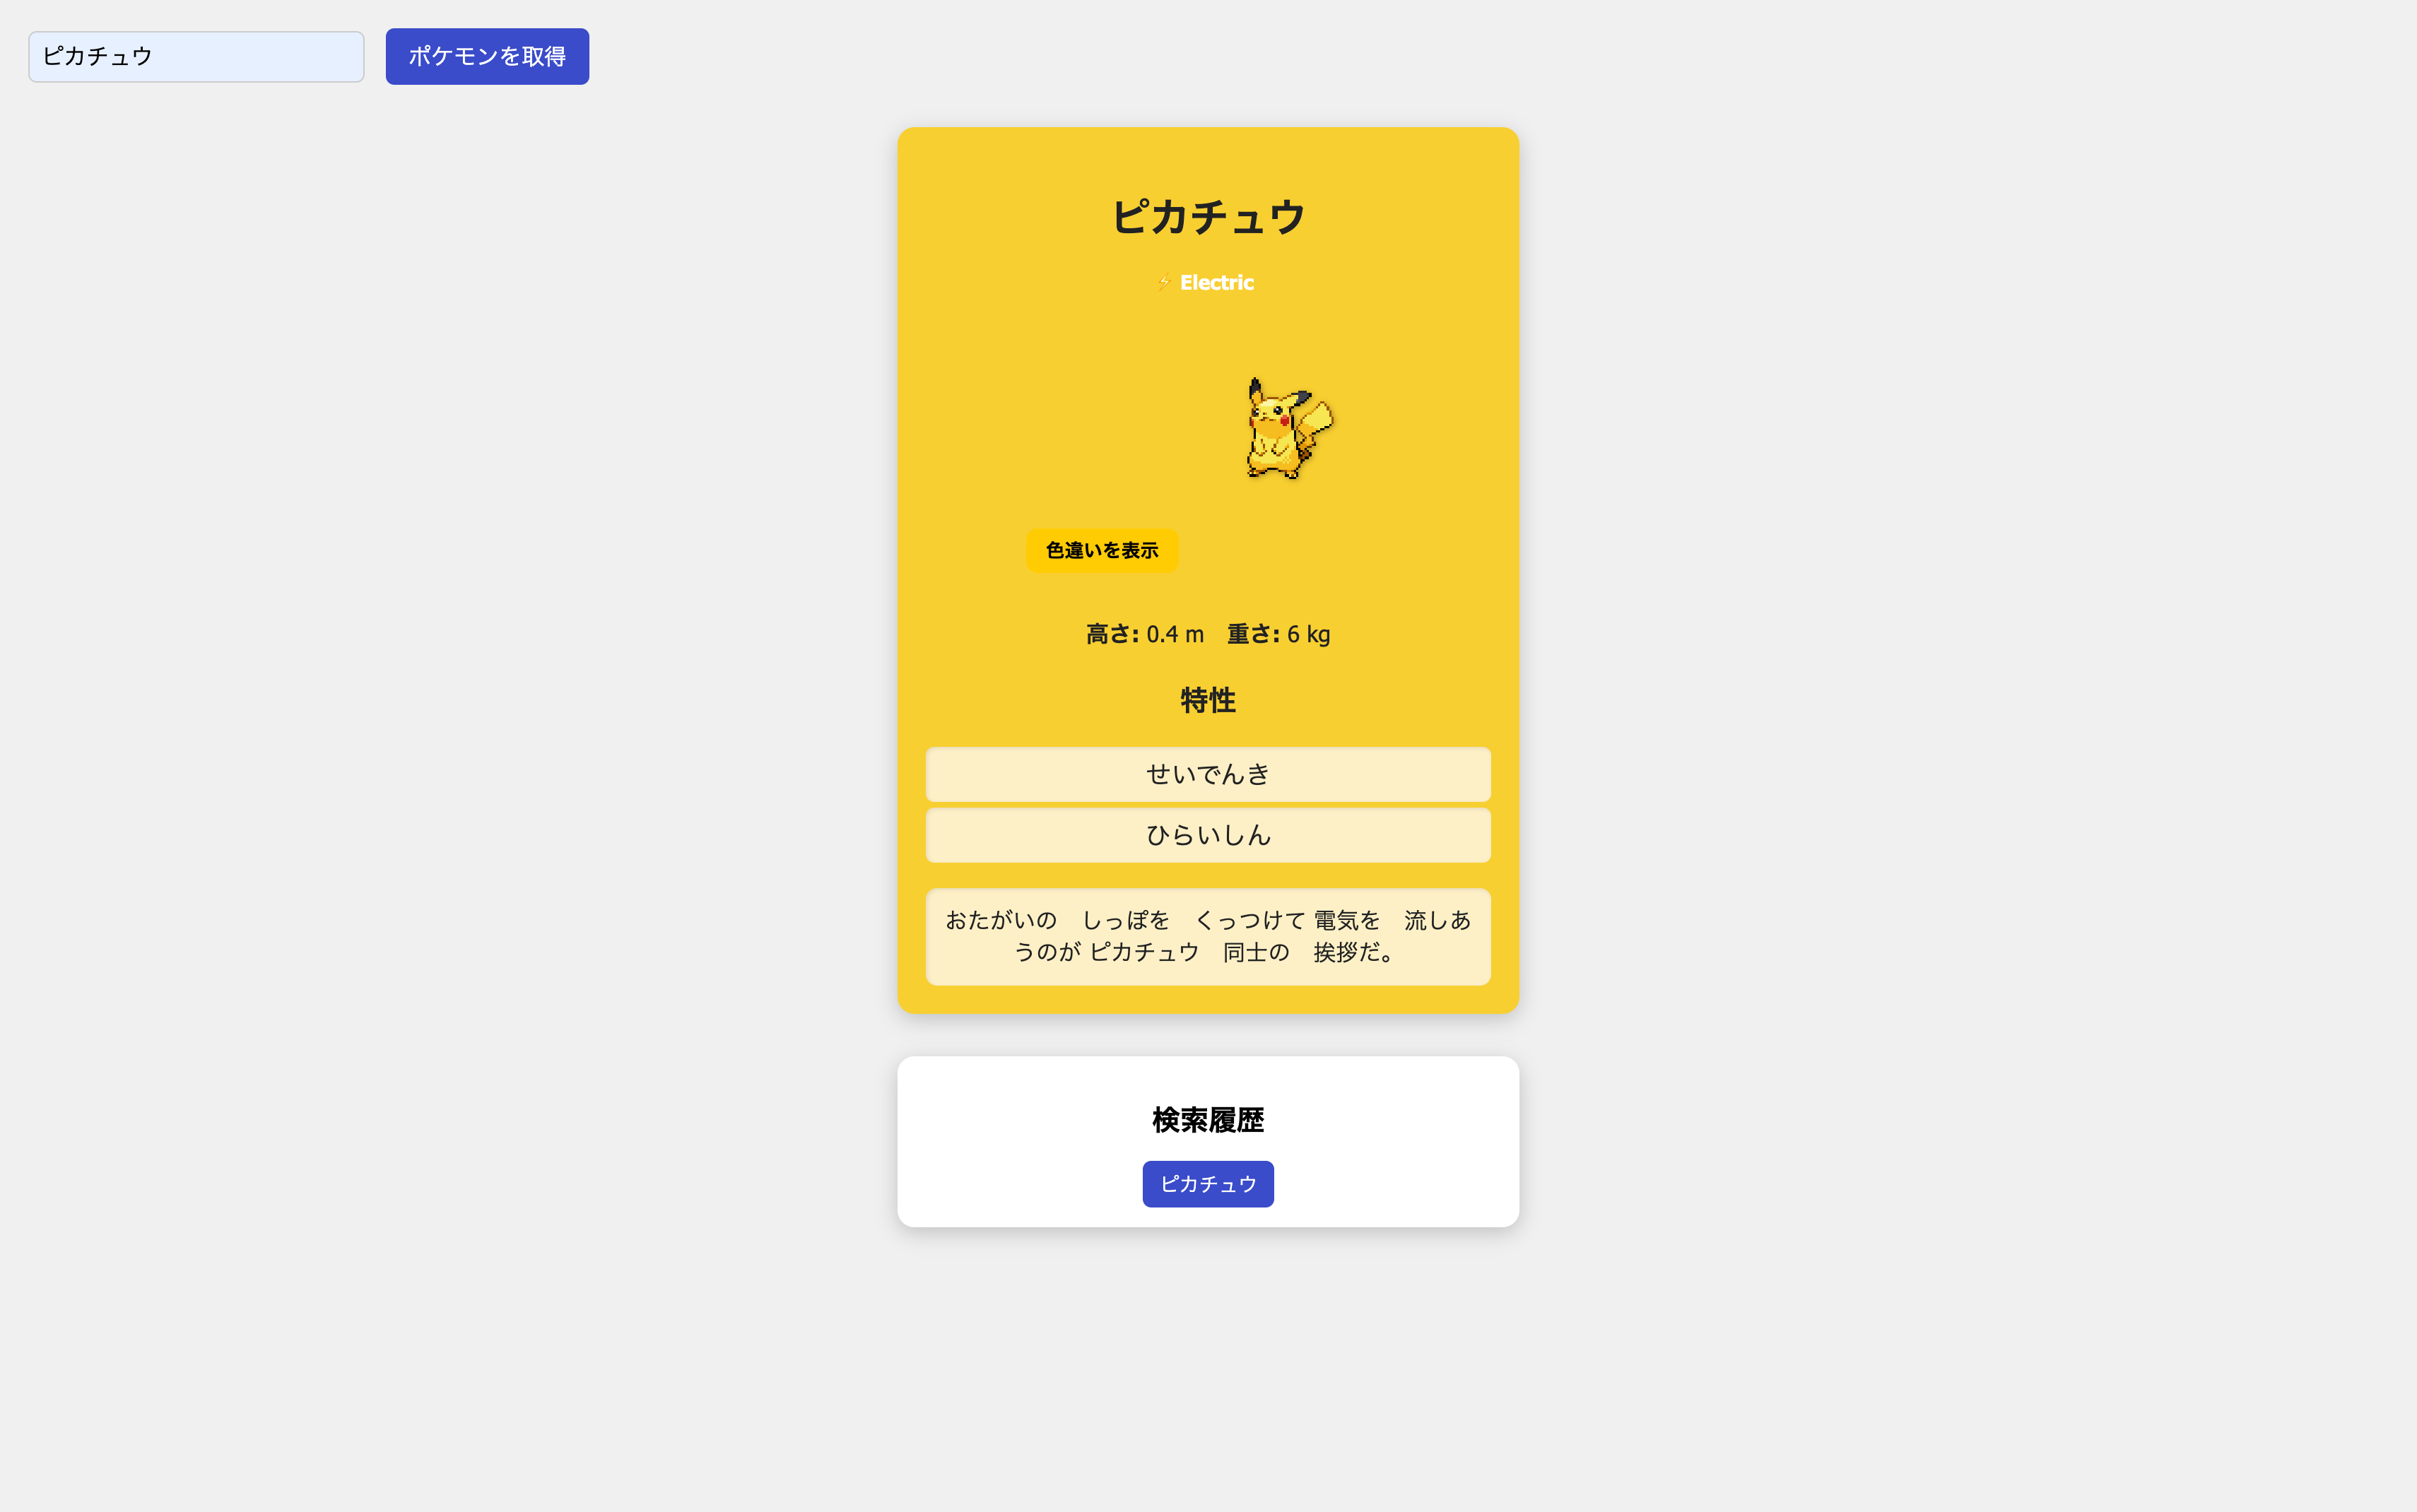 ピカチュウ
ポケモンを取得
ピカチュウ
⚡ Electric
色違いを表示
高さ: 0.4 m　重さ: 6 kg
特性
せいでんき
ひらいしん
おたがいの　しっぽを　くっつけて 電気を　流しあ
うのが ピカチュウ　同士の　挨拶だ。
検索履歴
ピカチュウ